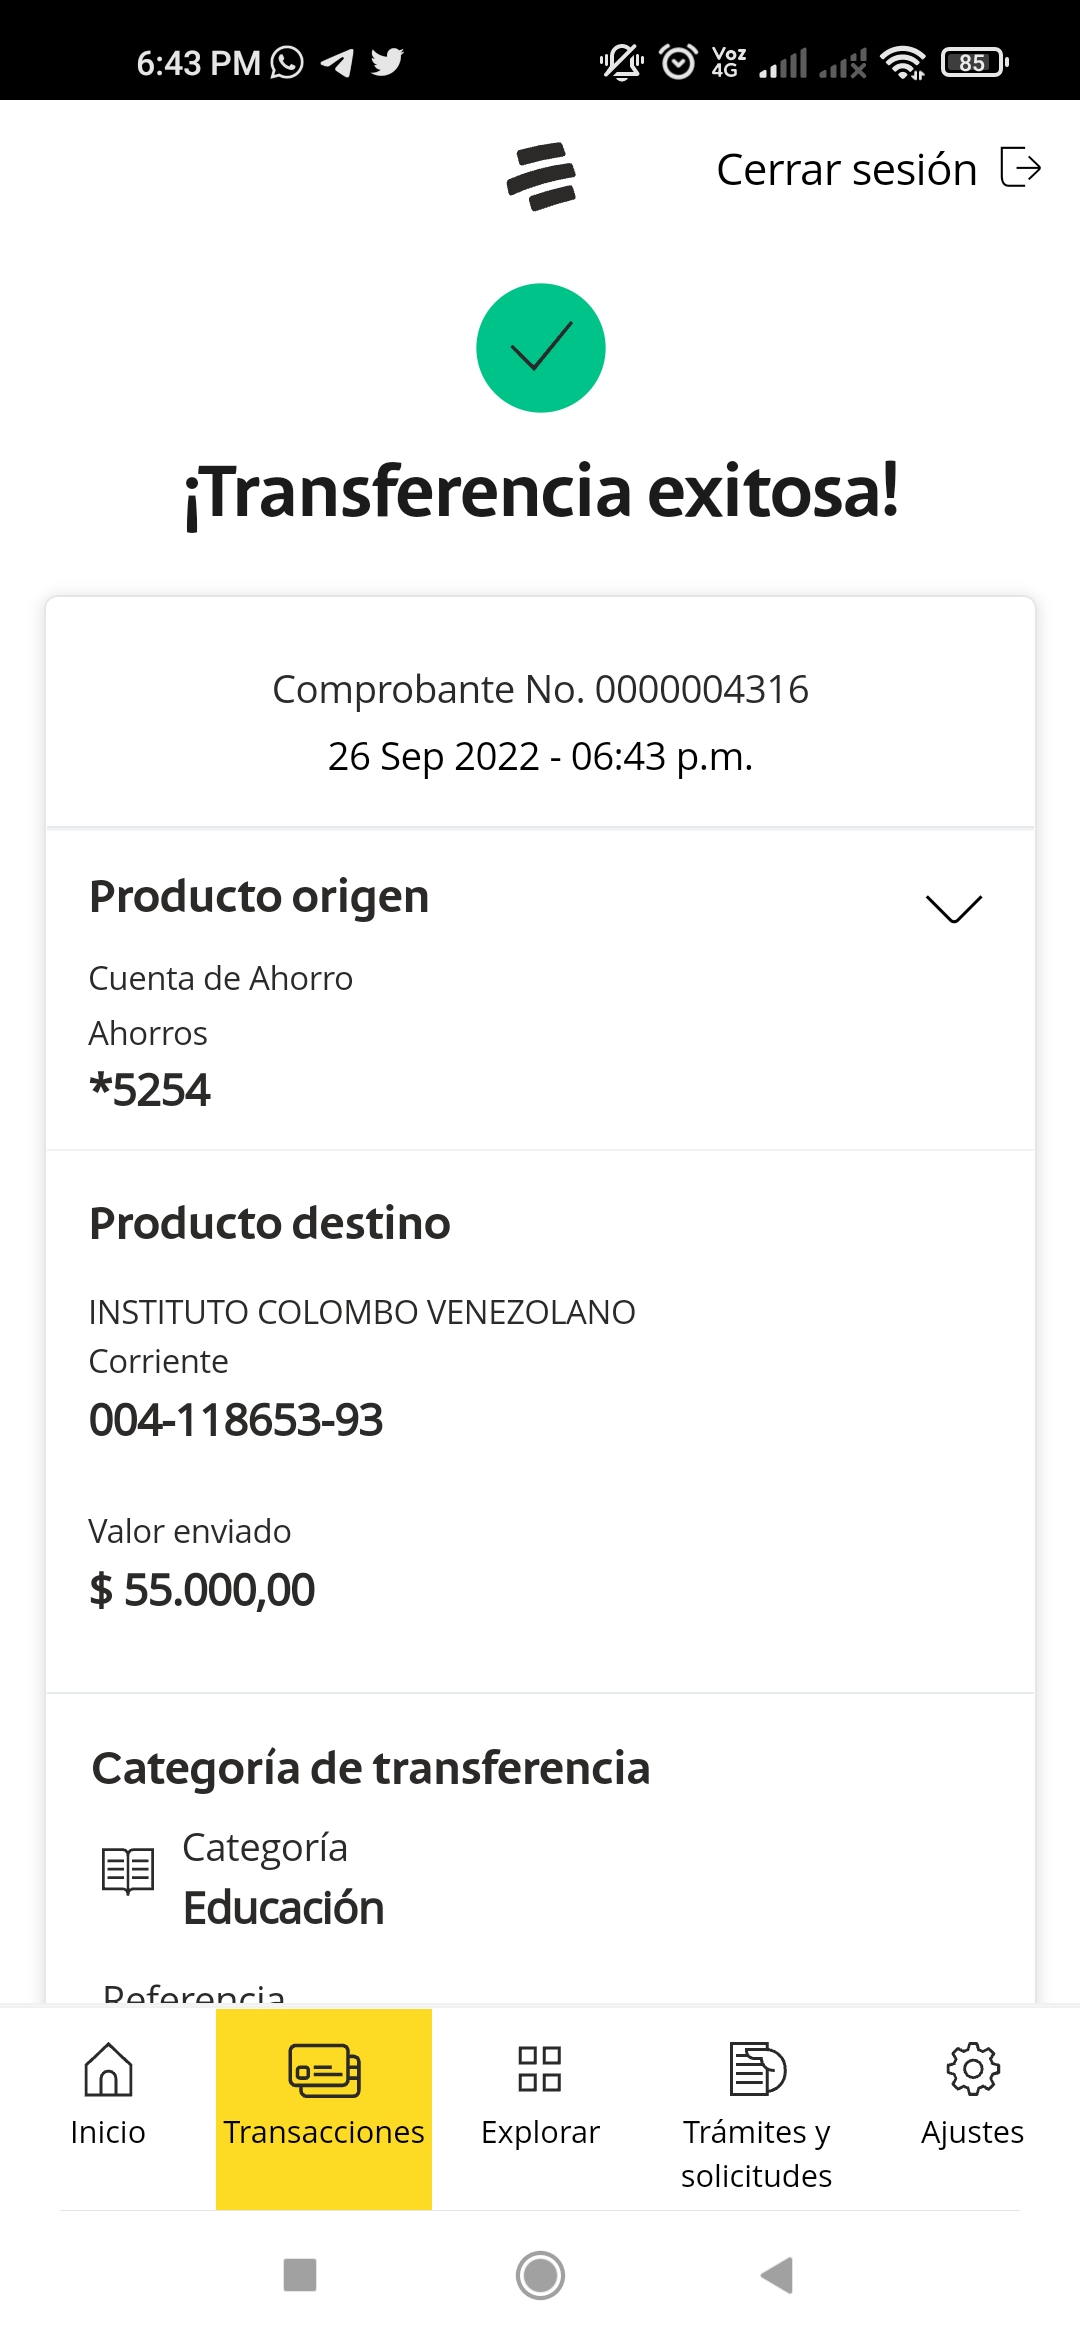 6:43 PM
Voz
4G
85
Cerrar sesión
¡Transferencia exitosa!
Comprobante No. 0000004316
26 Sep 2022 - 06:43 p.m.
Producto origen
Cuenta de Ahorro
Ahorros
*5254
Producto destino
INSTITUTO COLOMBO VENEZOLANO
Corriente
004-118653-93
Valor enviado
$ 55.000,00
Categoría de transferencia
Categoría
Educación
Referencia
Inicio
Transacciones
Explorar
Trámites y
solicitudes
Ajustes